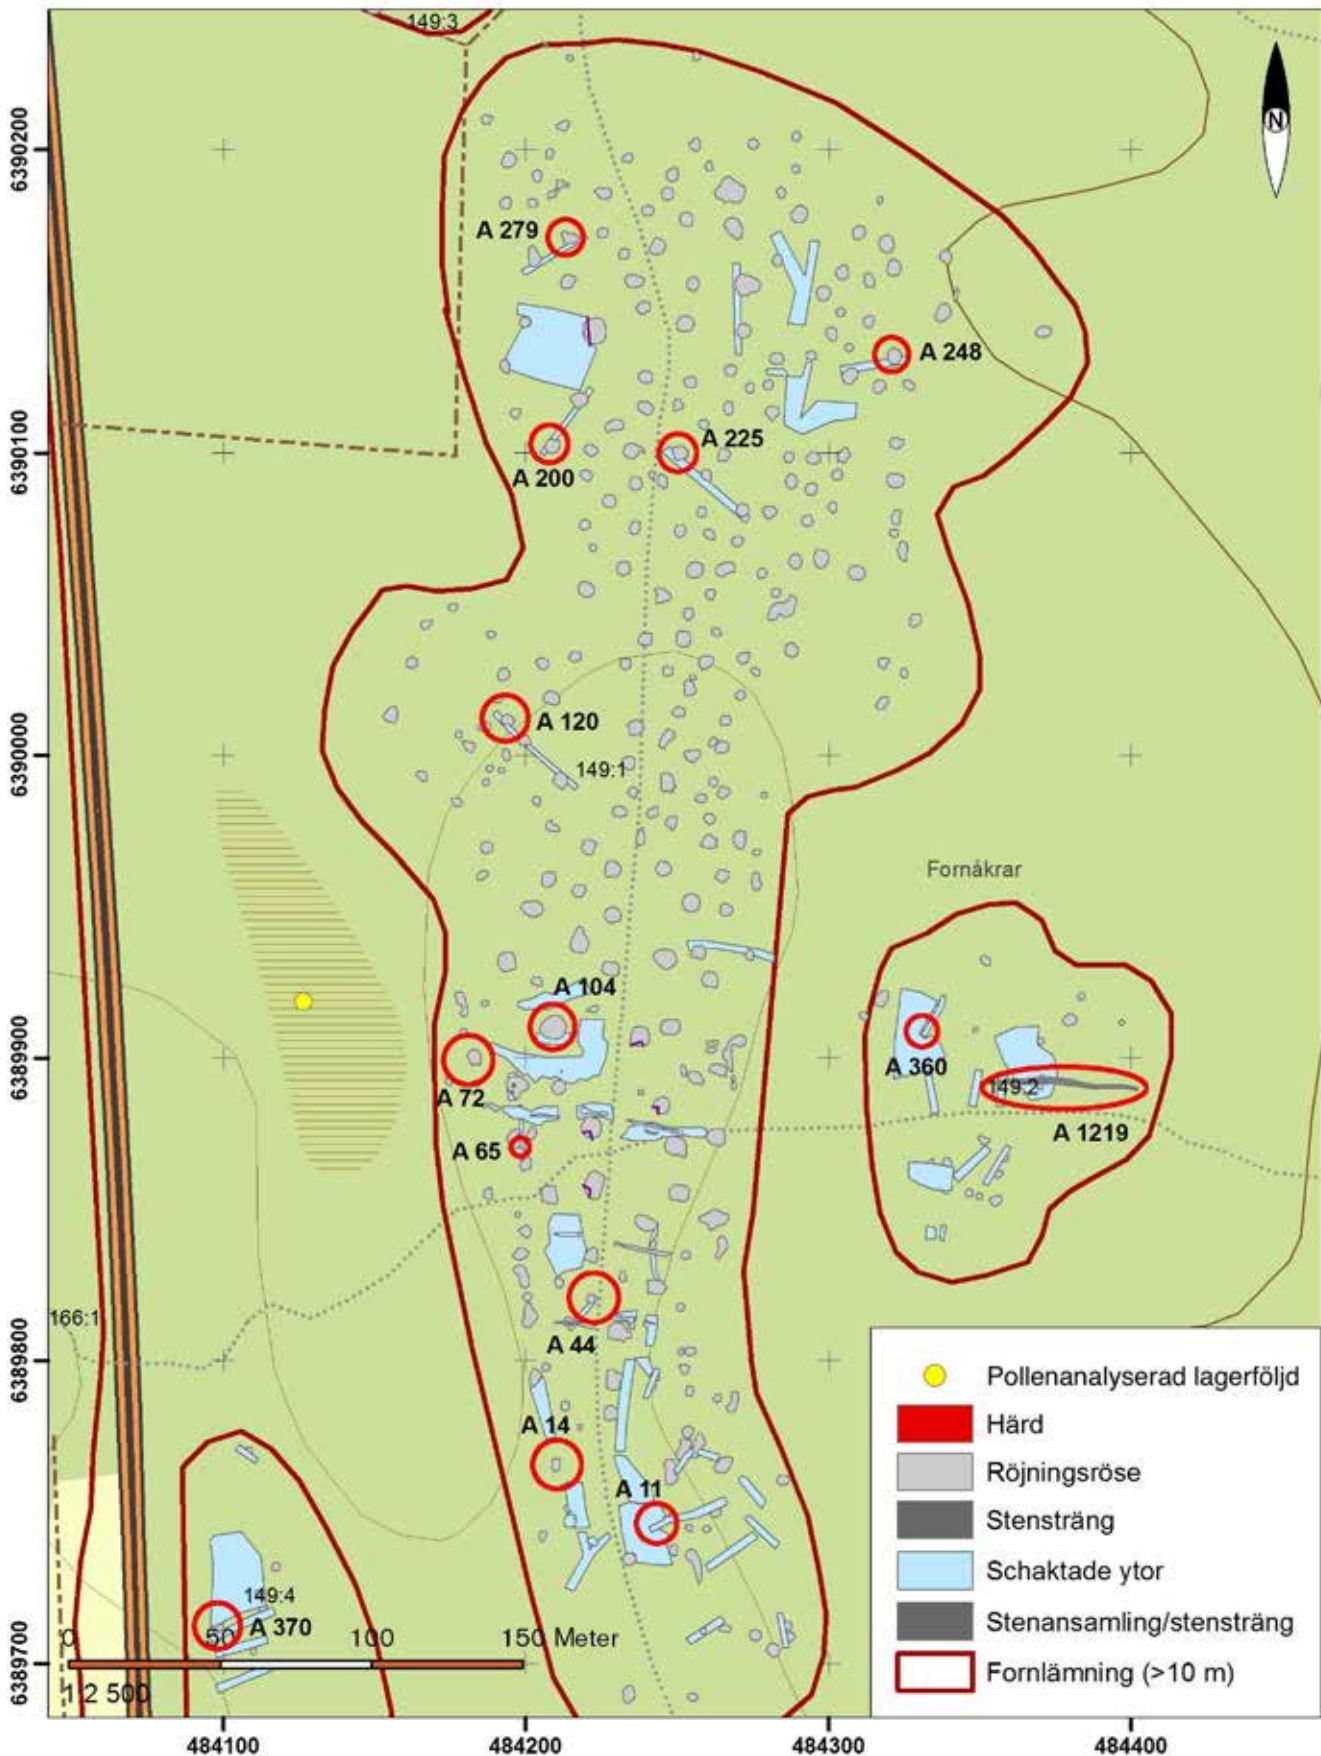 149:3
N
6390200
A 279
A 248
A 225
6390100
A 200
A 120
149:1
6390000
Fornåkrar
A 104
6389900
A 360
149:2
A 72
A 65
A 1219
166:1
A 44
6389800
A 14
A 11
149:4
A 370
0 50 100 150 Meter
1:2 500
6389700
Pollenanalyserad lagerföljd
Härd
Röjningsröse
Stensträng
Schaktade ytor
Stenansamling/stensträng
Fornlämning (>10 m)
484100 484200 484300 484400